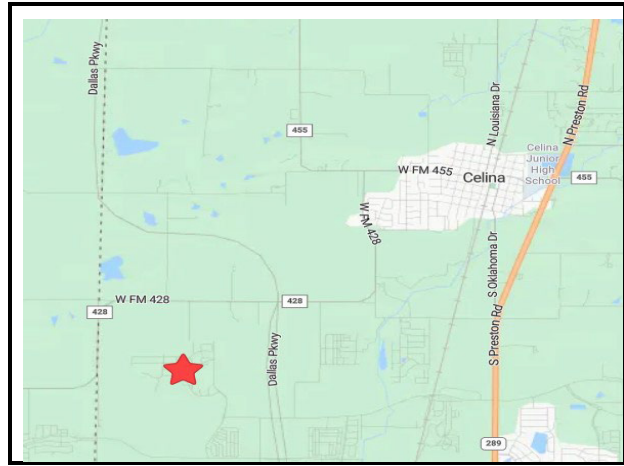 Dallas Pkwy
N Preston Rd
N Louisiana Dr
455
Celina
Junior
High
School
W FM 455
Celina
455
W FM 428
S Oklahoma Dr
W FM 428
428
428
S Preston Rd
Dallas Pkwy
289